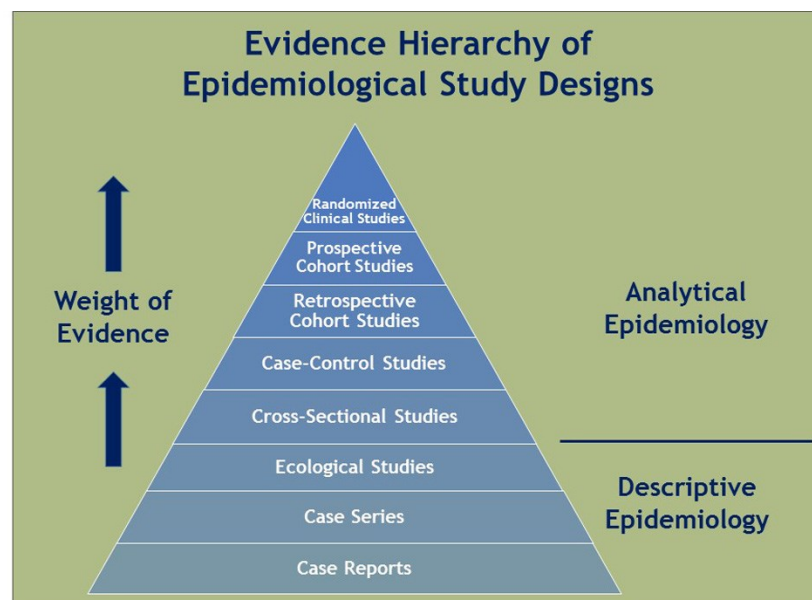 Evidence Hierarchy of
Epidemiological Study Designs
Randomized
Clinical Studies
Prospective
Cohort Studies
Retrospective
Cohort Studies
Case-Control Studies
Cross-Sectional Studies
Ecological Studies
Case Series
Case Reports
Weight of
Evidence
Analytical
Epidemiology
Descriptive
Epidemiology